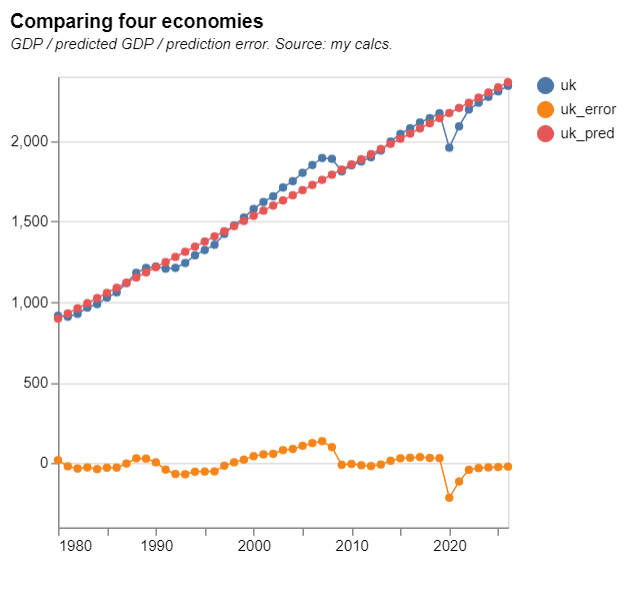 Comparing four economies
GDP / predicted GDP / prediction error. Source: my calcs.
uk
uk_error
uk_pred
2,000
1,500
1,000
500
0
1980 1990 2000 2010 2020